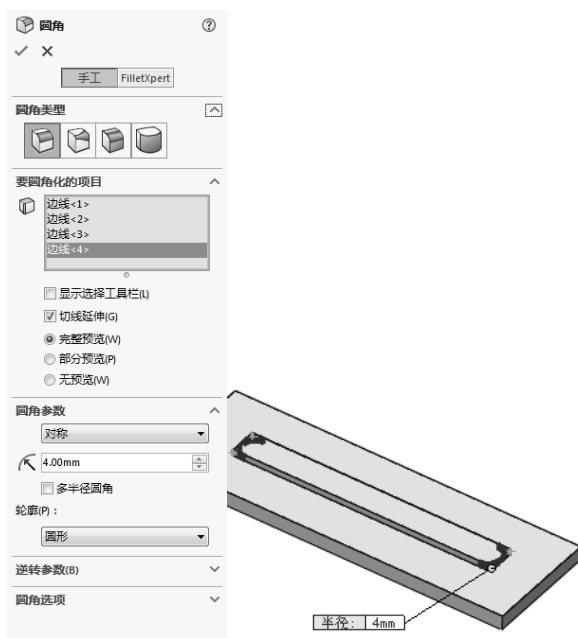 圆角
手工 FilletXpert
圆角类型
要圆角化的项目
边线<1>
边线<2>
边线<3>
边线<4>
显示选择工具栏(L)
切线延伸(G)
完整预览(W)
部分预览(P)
无预览(W)
圆角参数
对称
4.00mm
多半径圆角
轮廓(P)：
圆形
逆转参数(B)
圆角选项
半径: 4mm